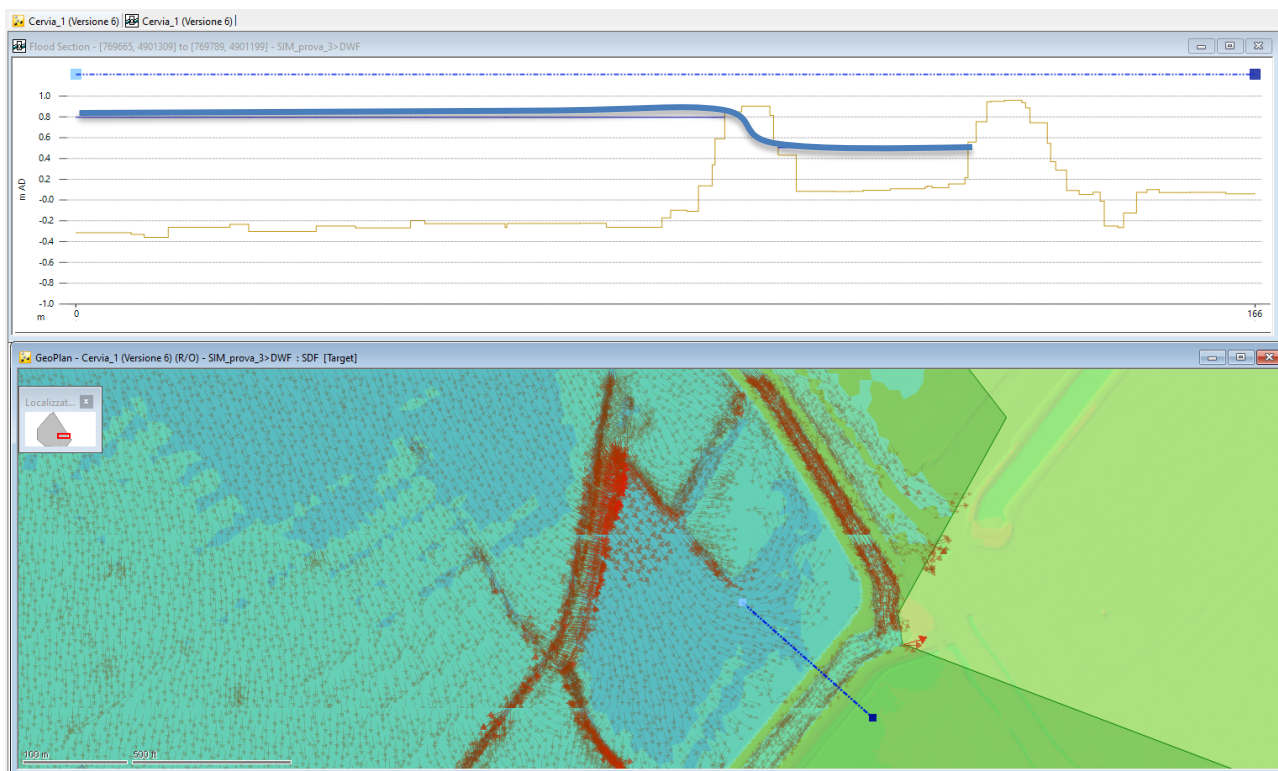 Cervia_1 (Versione 6) Cervia_1 (Versione 6)
Flood Section - [769665, 4901309] to [769789, 4901199] - SIM_prova_3>DWF
1.0
0.8
0.6
0.4
0.2
-0.0
-0.2
-0.4
-0.6
-0.8
-1.0
m AD
m
0
166
GeoPlan - Cervia_1 (Versione 6) (R/O) - SIM_prova_3>DWF : SDF [Target]
Localizzat...
100 m
500 ft